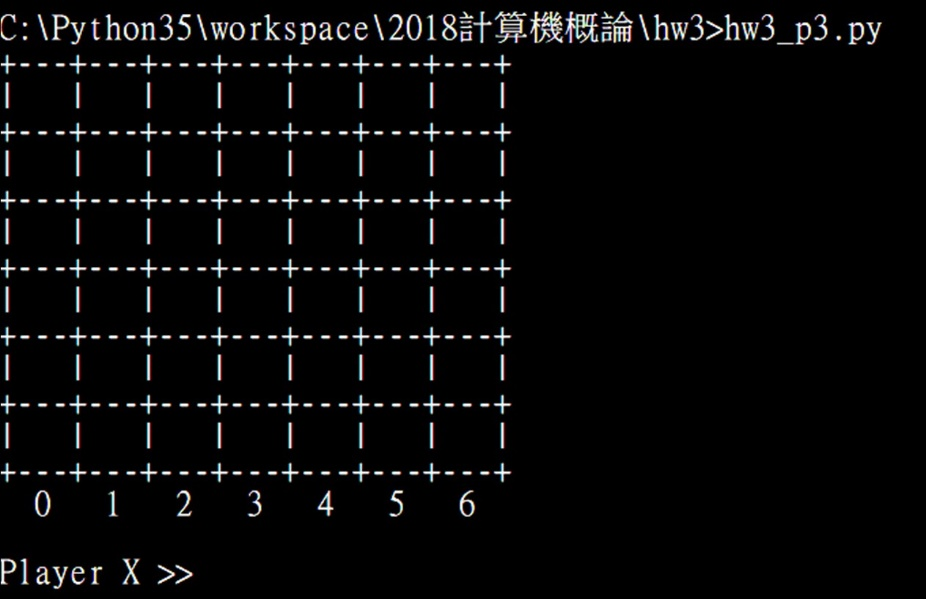 C:\Python35\workspace\2018計算機概論\hw3>hw3_p3.py
+---+---+---+---+---+---+---+
|   |   |   |   |   |   |   |
+---+---+---+---+---+---+---+
|   |   |   |   |   |   |   |
+---+---+---+---+---+---+---+
|   |   |   |   |   |   |   |
+---+---+---+---+---+---+---+
|   |   |   |   |   |   |   |
+---+---+---+---+---+---+---+
|   |   |   |   |   |   |   |
+---+---+---+---+---+---+---+
|   |   |   |   |   |   |   |
+---+---+---+---+---+---+---+
  0   1   2   3   4   5   6
Player X >>